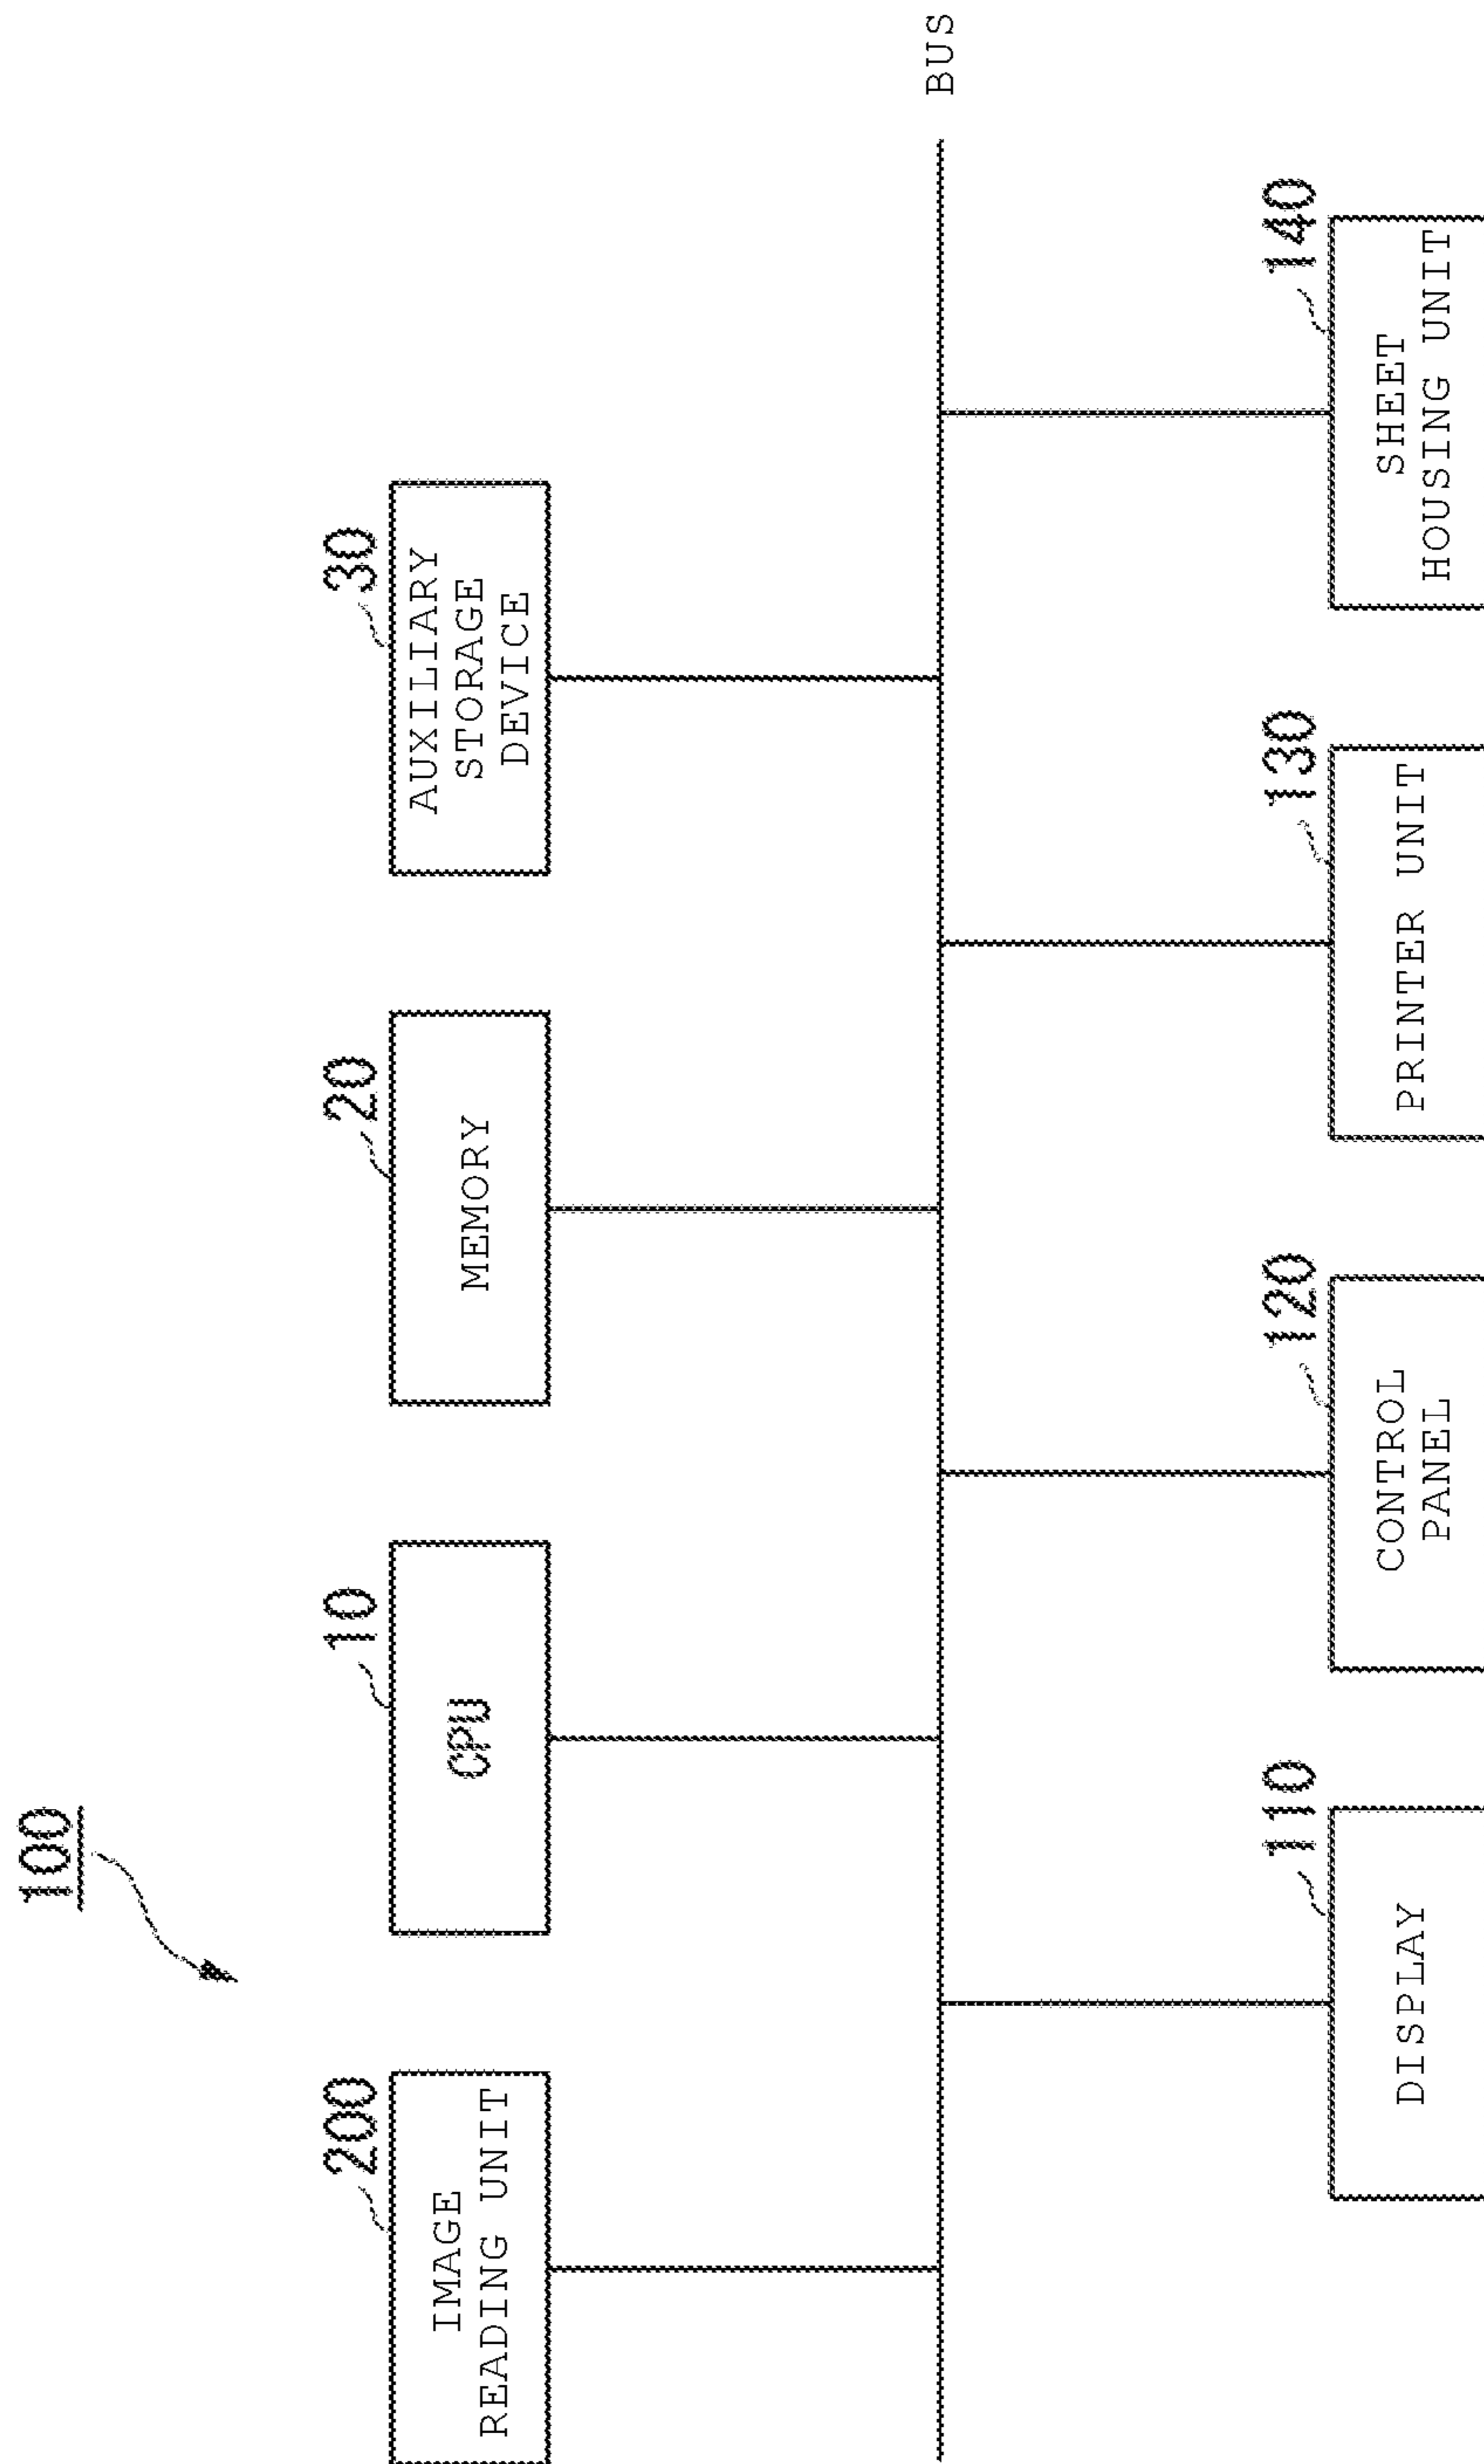 100
200
IMAGE
READING UNIT
10
CPU
20
MEMORY
30
AUXILIARY
STORAGE
DEVICE
BUS
110
DISPLAY
120
CONTROL
PANEL
130
PRINTER UNIT
140
SHEET
HOUSING UNIT